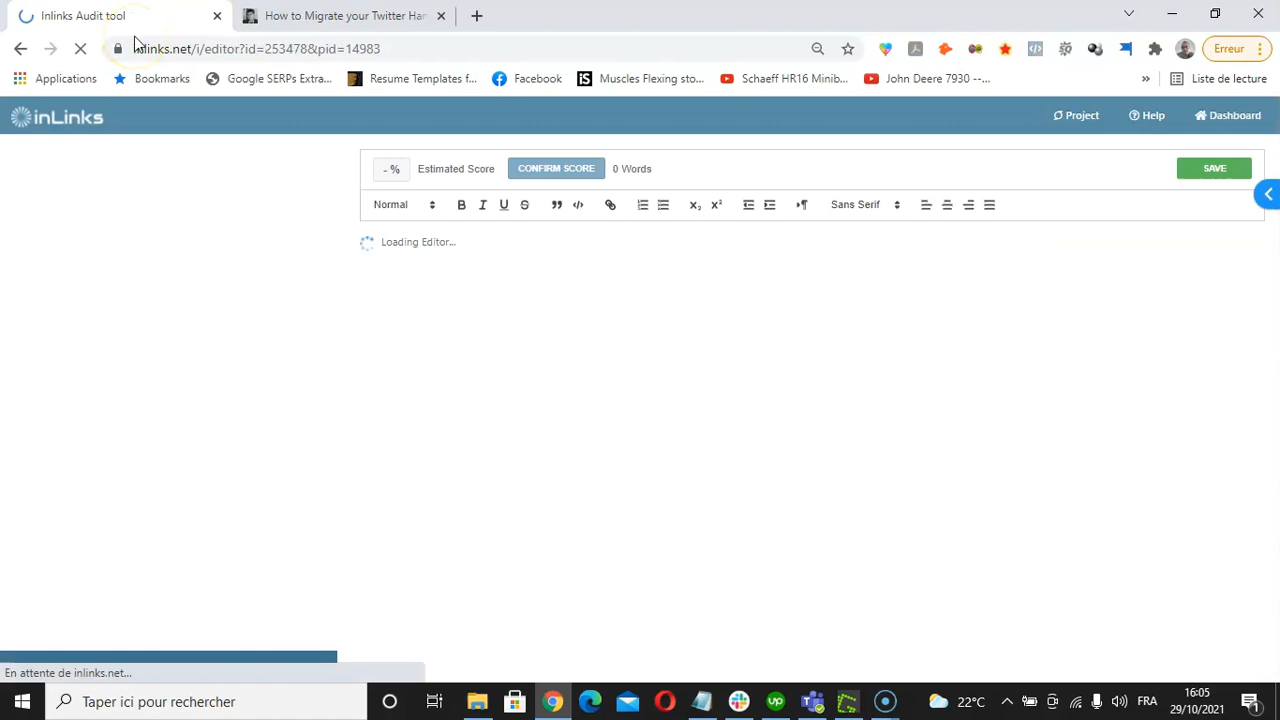 Inlinks Audit tool
How to Migrate your Twitter Har
inlinks.net/i/editor?id=253478&pid=14983
Erreur
Applications
Bookmarks
Google SERPs Extra...
Resume Templates f...
Facebook
Muscles Flexing sto...
Schaeff HR16 Minib...
John Deere 7930 --...
»
Liste de lecture
inLinks
Project
Help
Dashboard
- %
Estimated Score
CONFIRM SCORE
0 Words
SAVE
Normal
Sans Serif
Loading Editor...
En attente de inlinks.net...
Taper ici pour rechercher
22°C
FRA
16:05
29/10/2021